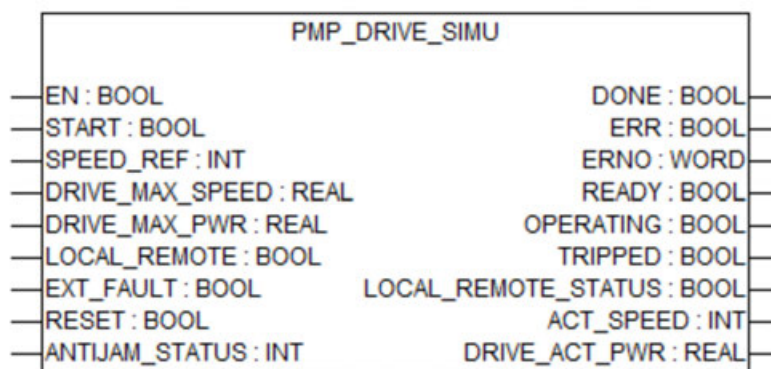 PMP_DRIVE_SIMU
EN : BOOL DONE : BOOL
START : BOOL ERR : BOOL
SPEED_REF : INT ERNO : WORD
DRIVE_MAX_SPEED : REAL READY : BOOL
DRIVE_MAX_PWR : REAL OPERATING : BOOL
LOCAL_REMOTE : BOOL TRIPPED : BOOL
EXT_FAULT : BOOL LOCAL_REMOTE_STATUS : BOOL
RESET : BOOL ACT_SPEED : INT
ANTIJAM_STATUS : INT DRIVE_ACT_PWR : REAL